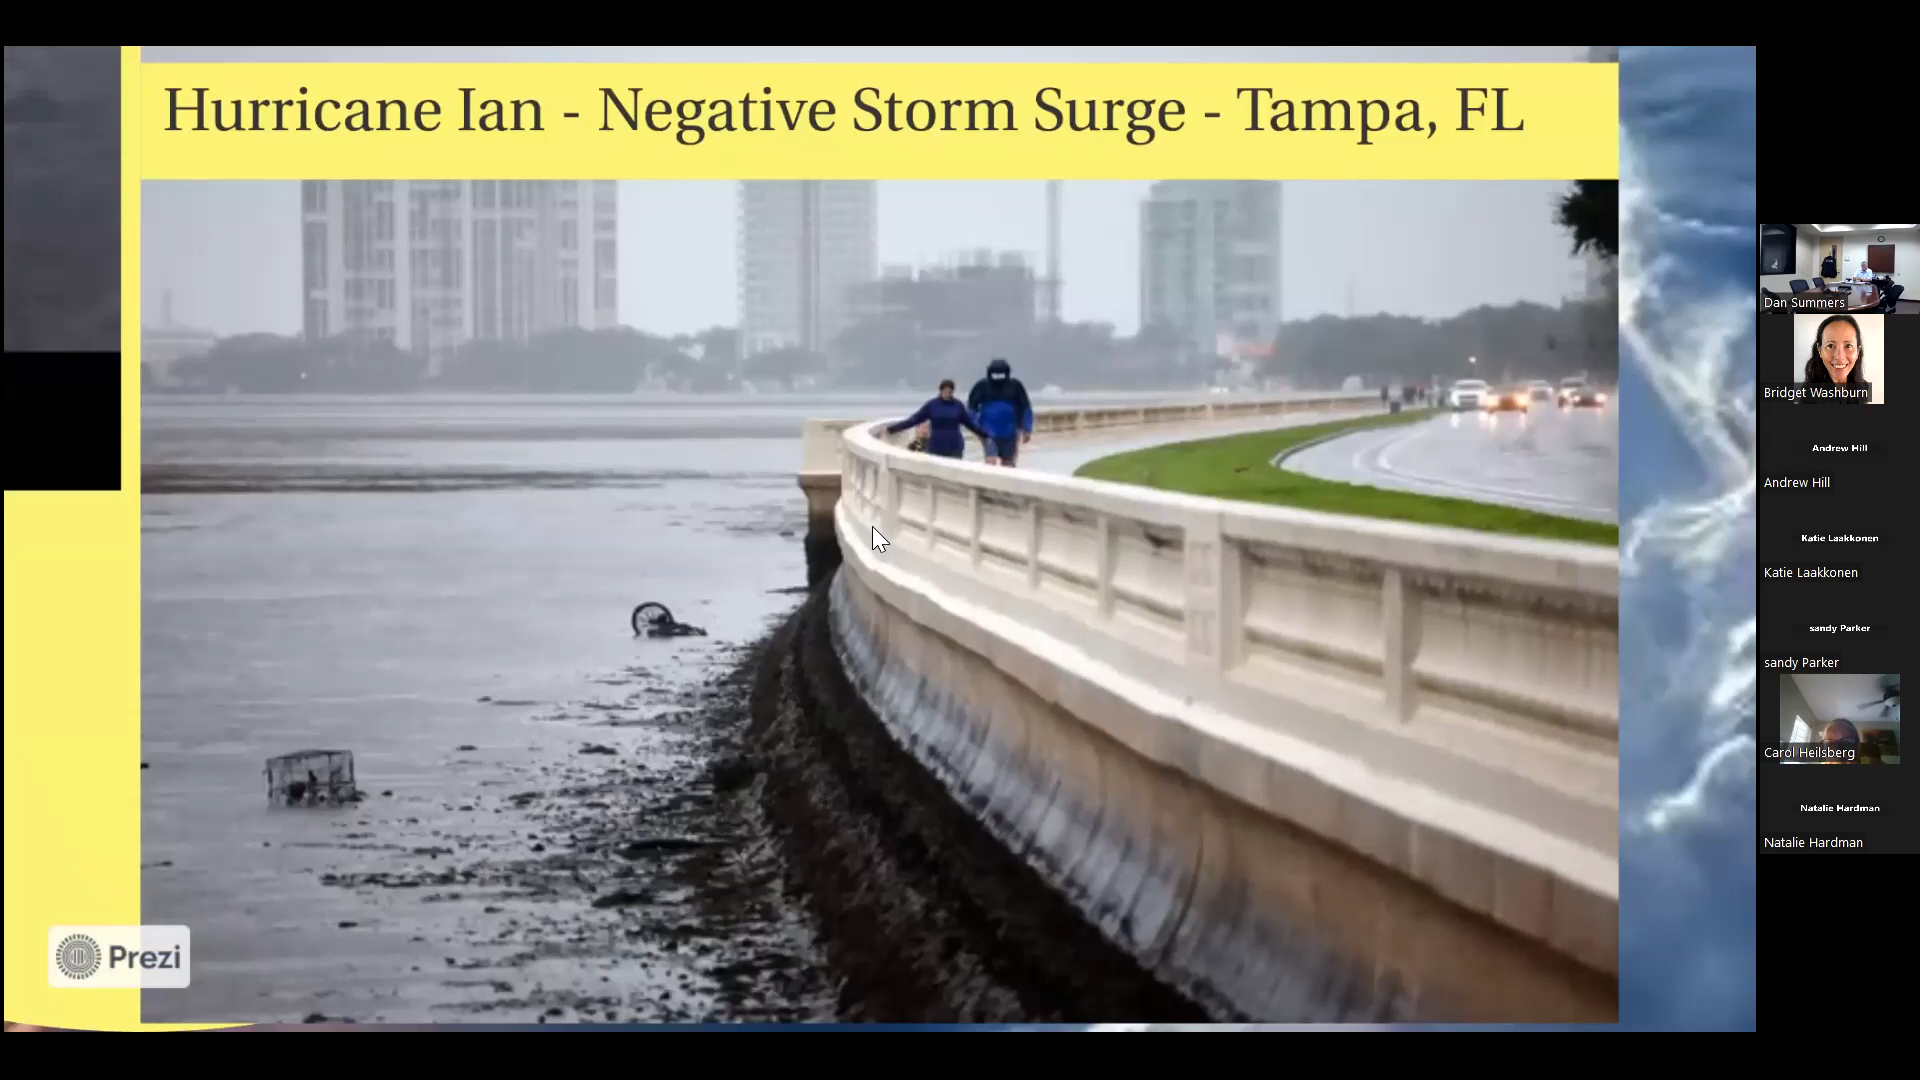 Hurricane Ian - Negative Storm Surge - Tampa, FL
Prezi
Dan Summers
Bridget Washburn
Andrew Hill
Andrew Hill
Katie Laakkonen
Katie Laakkonen
sandy Parker
sandy Parker
Carol Heilsberg
Natalie Hardman
Natalie Hardman